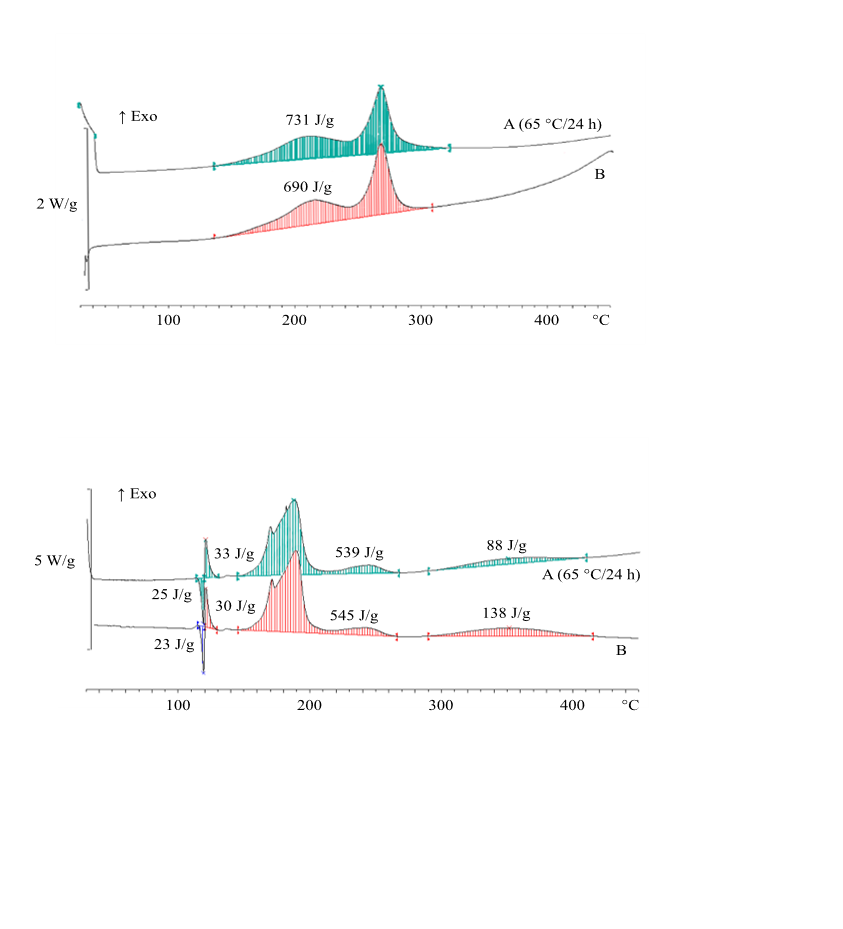 ↑ Exo
731 J/g
A (65 °C/24 h)
690 J/g
B
2 W/g
100 200 300 400 °C
↑ Exo
33 J/g
539 J/g
88 J/g
5 W/g
A (65 °C/24 h)
25 J/g
30 J/g
545 J/g
138 J/g
23 J/g
B
100 200 300 400 °C